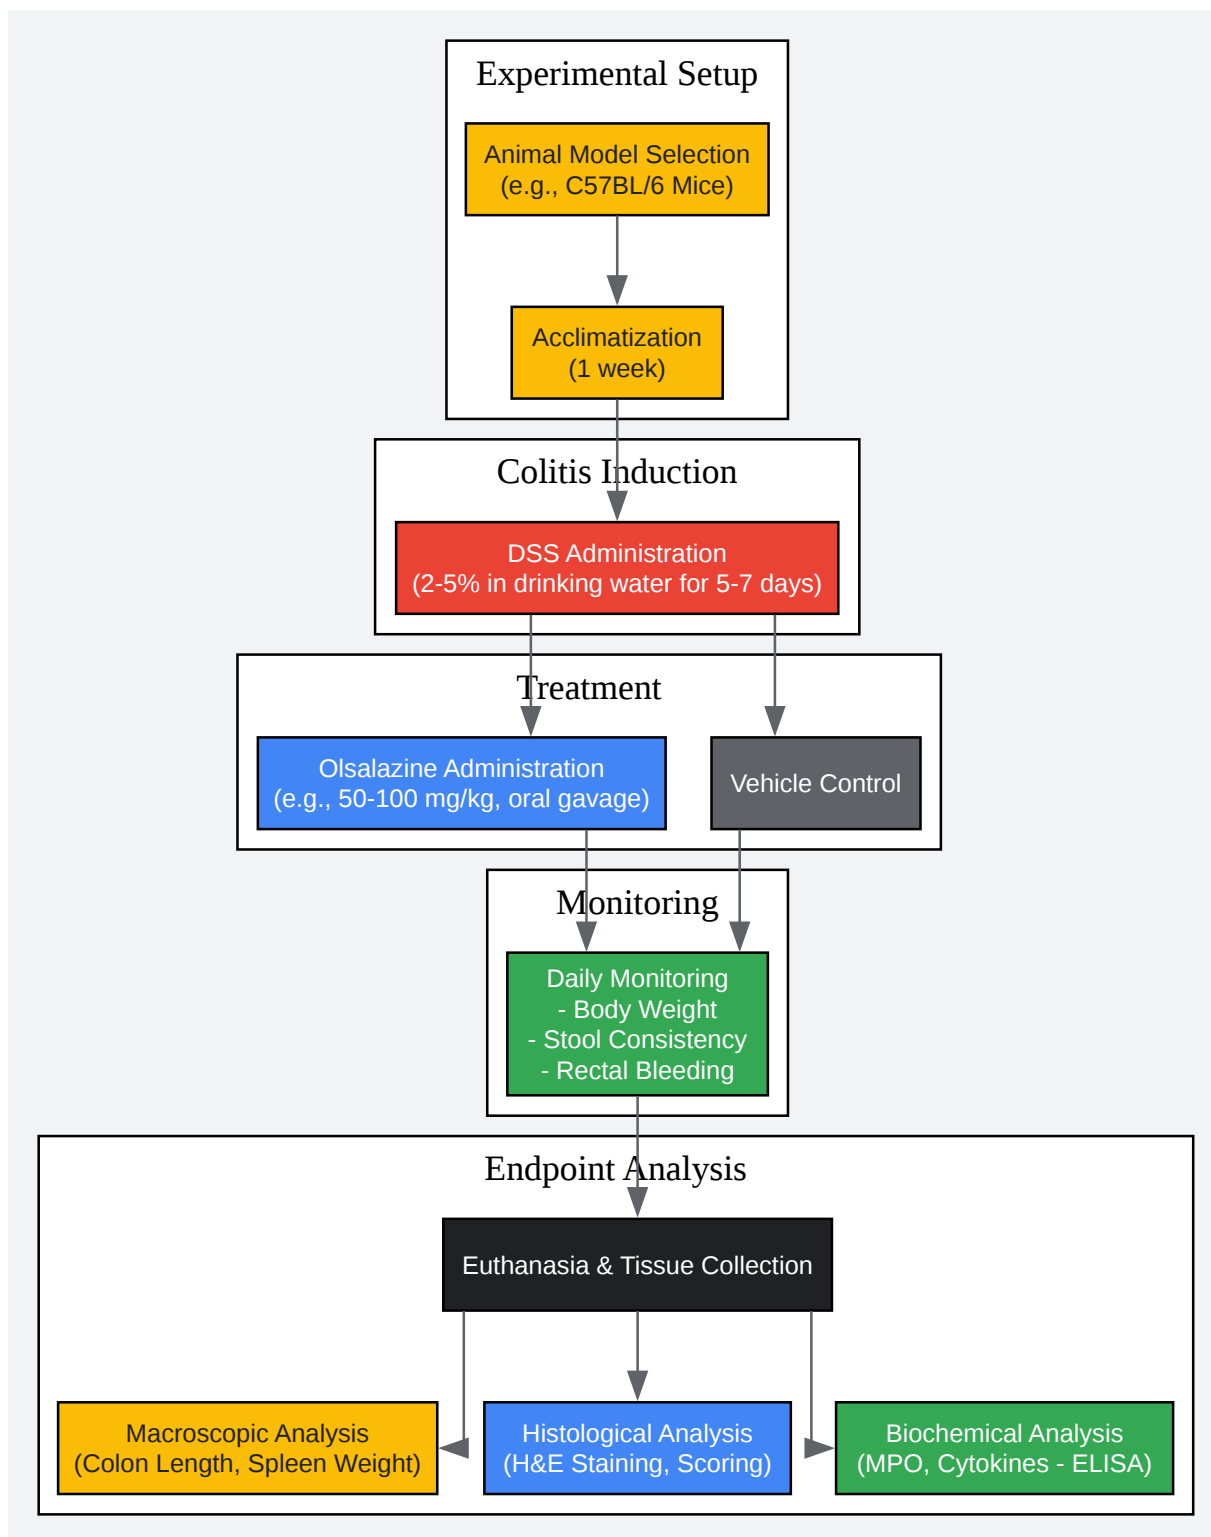 Experimental Setup
Animal Model Selection
(e.g., C57BL/6 Mice)
Acclimatization
(1 week)
Colitis Induction
DSS Administration
(2-5% in drinking water for 5-7 days)
Treatment
Olsalazine Administration
(e.g., 50-100 mg/kg, oral gavage)
Vehicle Control
Monitoring
Daily Monitoring
- Body Weight
- Stool Consistency
- Rectal Bleeding
Endpoint Analysis
Euthanasia & Tissue Collection
Macroscopic Analysis
(Colon Length, Spleen Weight)
Histological Analysis
(H&E Staining, Scoring)
Biochemical Analysis
(MPO, Cytokines - ELISA)